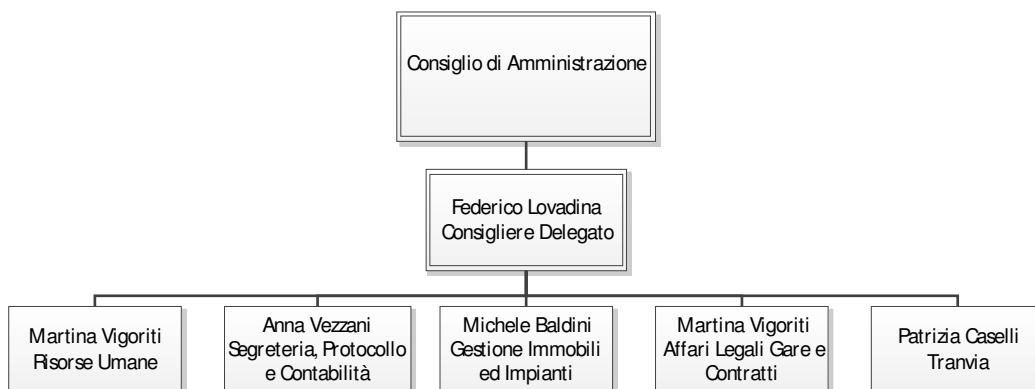 Consiglio di Amministrazione
Federico Lovadina
Consigliere Delegato
Martina Vigoriti
Risorse Umane
Anna Vezzani
Segreteria, Protocollo
e Contabilità
Michele Baldini
Gestione Immobili
ed Impianti
Martina Vigoriti
Affari Legali Gare e
Contratti
Patrizia Caselli
Tranvia